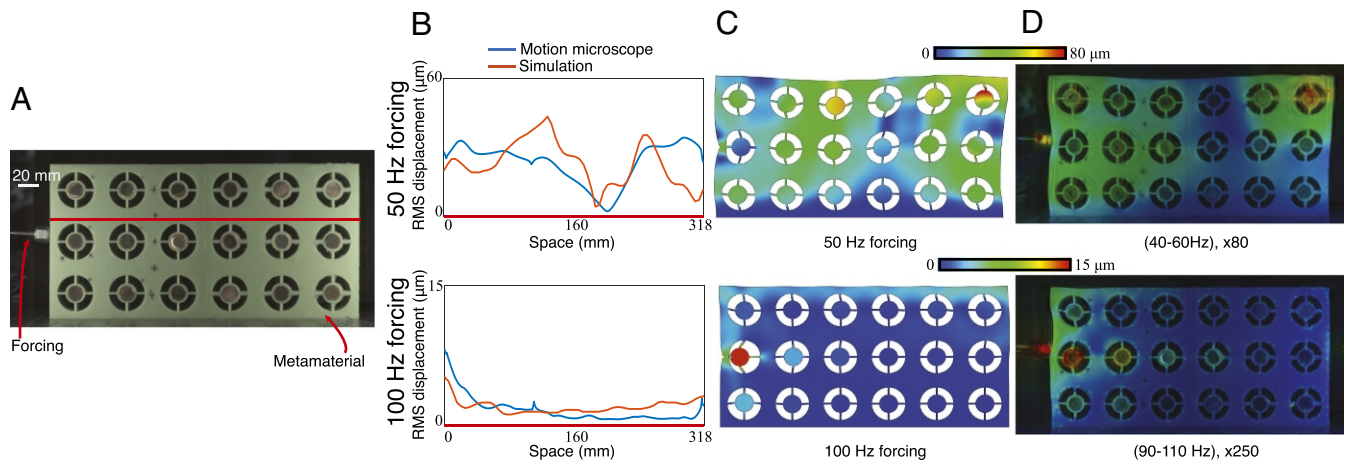 A
20 mm
Forcing
Metamaterial
B
Motion microscope
Simulation
50 Hz forcing
RMS displacement (μm)
60
0
0
160
318
Space (mm)
100 Hz forcing
RMS displacement (μm)
15
0
0
160
318
Space (mm)
C
0
80 μm
50 Hz forcing
0
15 μm
100 Hz forcing
D
(40-60Hz), x80
(90-110 Hz), x250